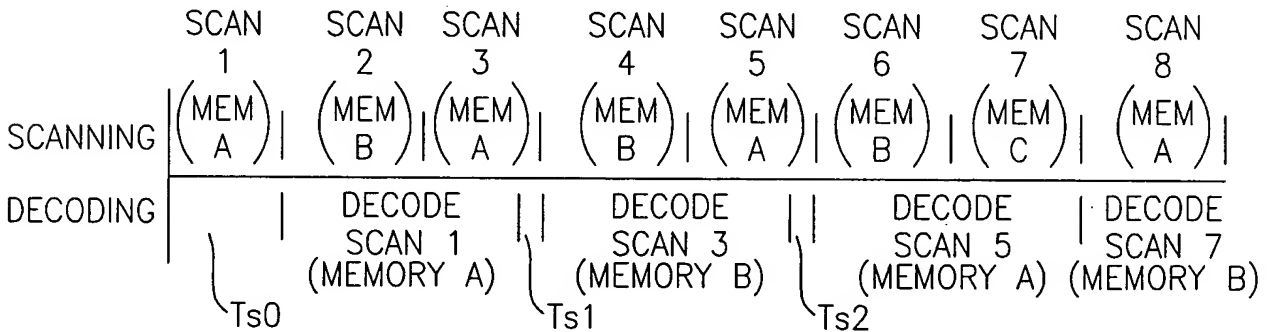 SCAN 1 SCAN 2 SCAN 3 SCAN 4 SCAN 5 SCAN 6 SCAN 7 SCAN 8
SCANNING (MEM A) (MEM B) (MEM A) (MEM B) (MEM A) (MEM B) (MEM C) (MEM A)
DECODING DECODE DECODE DECODE DECODE
SCAN 1 SCAN 3 SCAN 5 SCAN 7
(MEMORY A) (MEMORY B) (MEMORY A) (MEMORY B)
Ts0 Ts1 Ts2